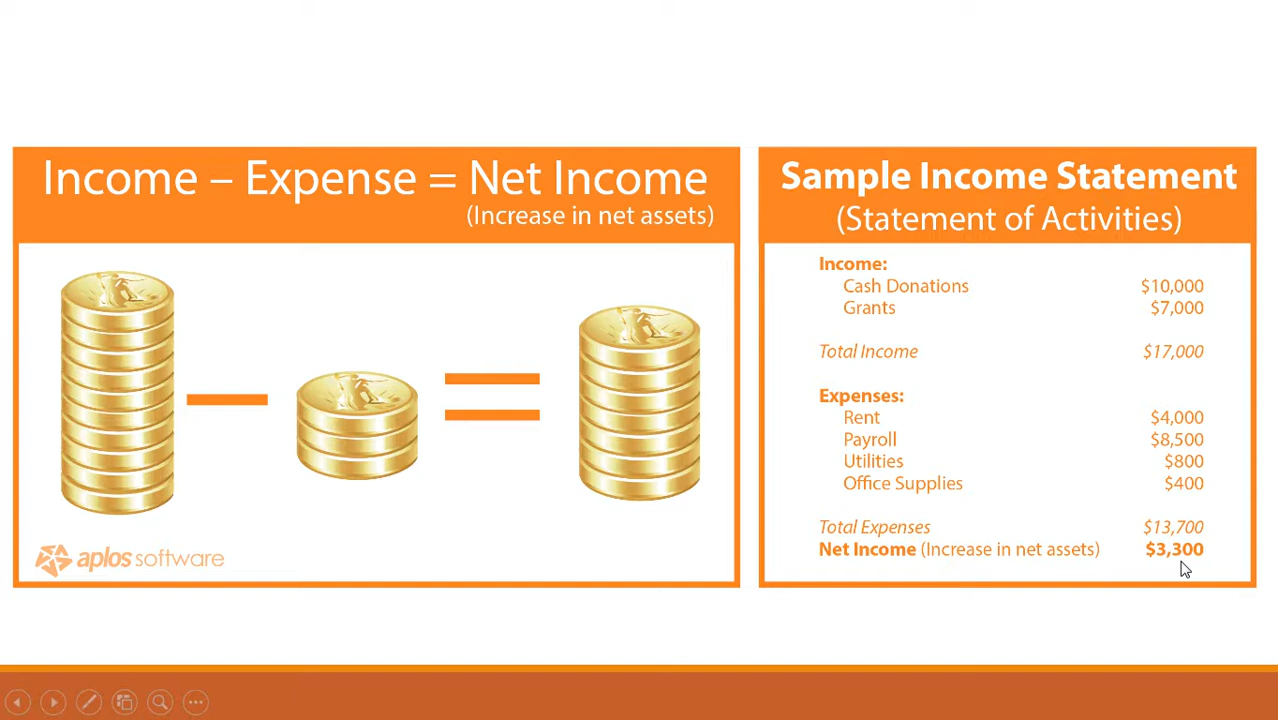 Income – Expense = Net Income
(Increase in net assets)
aplos software
Sample Income Statement
(Statement of Activities)
Income:
Cash Donations $10,000
Grants $7,000
Total Income $17,000
Expenses:
Rent $4,000
Payroll $8,500
Utilities $800
Office Supplies $400
Total Expenses $13,700
Net Income (Increase in net assets) $3,300